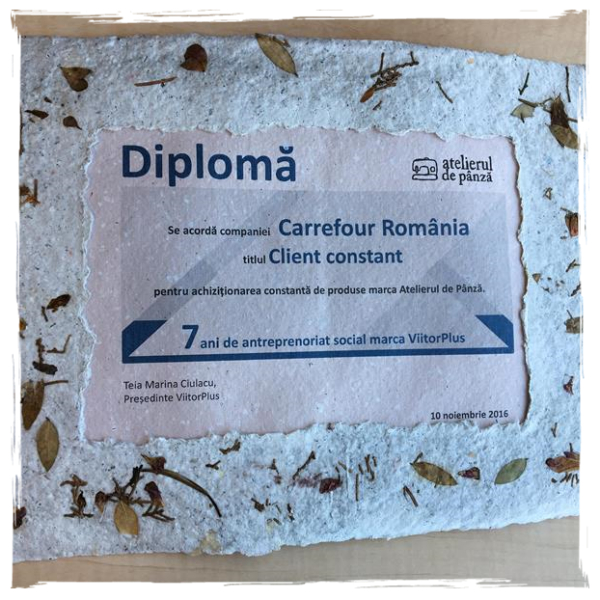 Diplomă
atelierul
de pânză
Se acordă companiei Carrefour România
titlul Client constant
pentru achiziționarea constantă de produse marca Atelierul de Pânză.
7 ani de antreprenoriat social marca ViitorPlus
Teia Marina Ciulacu,
Președinte ViitorPlus
10 noiembrie 2016